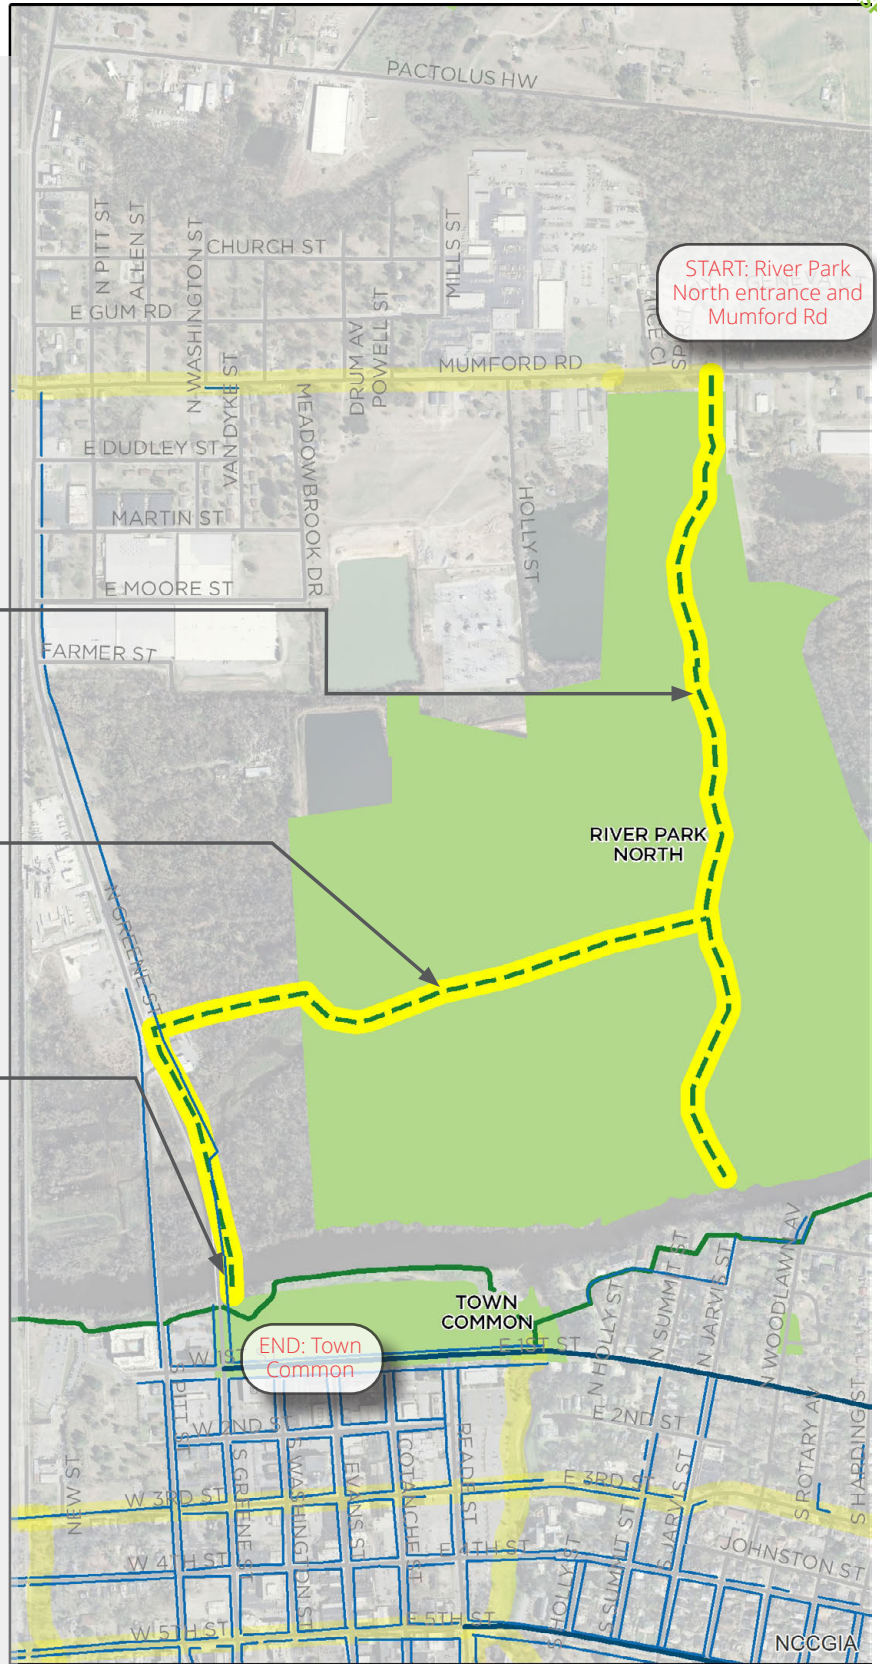 PACTOLUS HW
N PITT ST
ALLEN ST
N WASHINGTON ST
CHURCH ST
MILLS ST
E GUM RD
START: River Park
North entrance and
Mumford Rd
DRUM AV
POWELL ST
MUMFORD RD
VAN DYKE ST
MEADOWBROOK DR
E DUDLEY ST
HOLLY ST
MARTIN ST
E MOORE ST
FARMER ST
RIVER PARK
NORTH
N GREENE ST
TOWN
COMMON
N HOLLY ST
N SUMMIT ST
N JARVIS ST
N WOODLAWN AV
W 1ST
END: Town
Common
E 1ST ST
S PITT ST
W 2ND ST
E 2ND ST
NEW ST
S GREENE ST
S WASHINGTON ST
EVANS ST
COTANCHE ST
READE ST
W 3RD ST
E 3RD ST
S ROTARY AV
S HARDING ST
S HOLLY ST
S SUMMIT ST
S JARVIS ST
JOHNSTON ST
W 4TH ST
E 4TH ST
W 5TH ST
E 5TH ST
NCCGIA